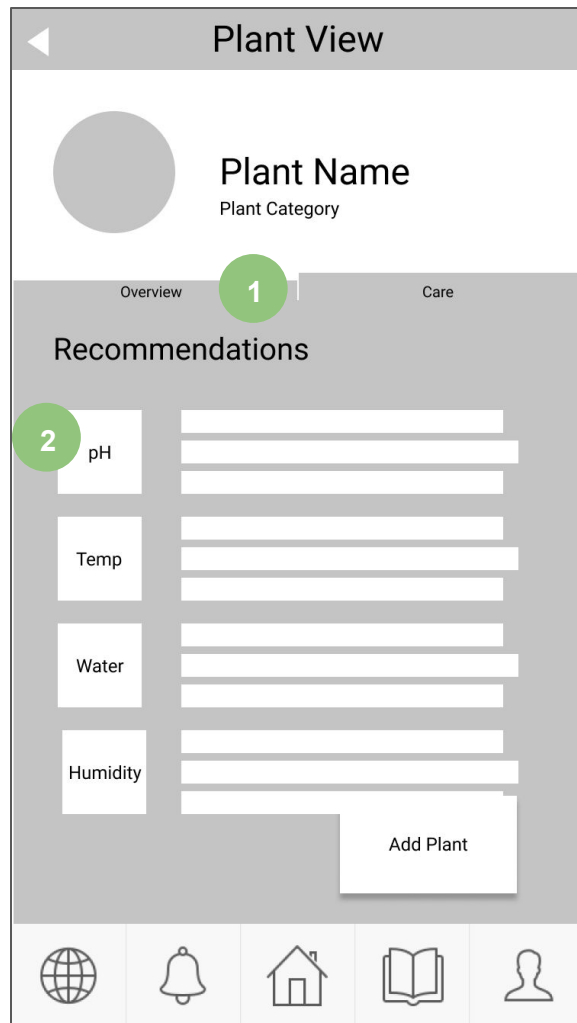 Plant View
Plant Name
Plant Category
Overview
1
Care
Recommendations
2
pH
Temp
Water
Humidity
Add Plant